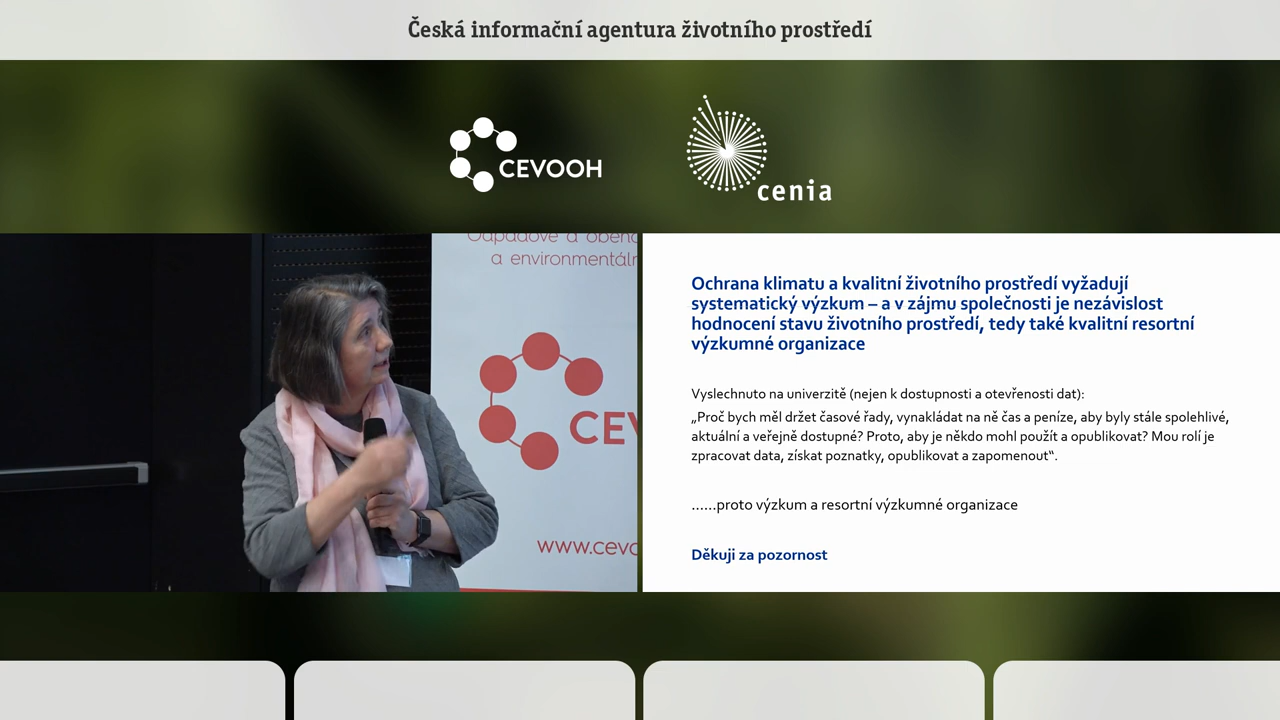 Česká informační agentura životního prostředí
CEVOOH
cenia
Odpadové a oběho
a environmentáln
CEV
www.cevo
Ochrana klimatu a kvalitní životního prostředí vyžadují
systematický výzkum – a v zájmu společnosti je nezávislost
hodnocení stavu životního prostředí, tedy také kvalitní resortní
výzkumné organizace
Vyslechnuto na univerzitě (nejen k dostupnosti a otevřenosti dat):
„Proč bych měl držet časové řady, vynakládat na ně čas a peníze, aby byly stále spolehlivé,
aktuální a veřejně dostupné? Proto, aby je někdo mohl použít a opublikovat? Mou rolí je
zpracovat data, získat poznatky, opublikovat a zapomenout“.
......proto výzkum a resortní výzkumné organizace
Děkuji za pozornost